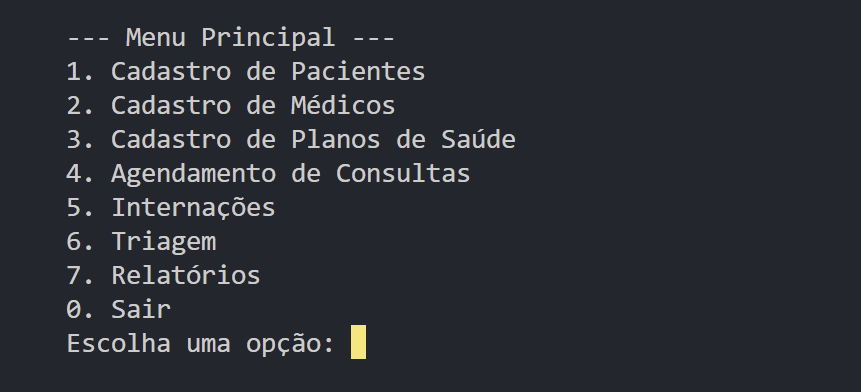 --- Menu Principal ---
1. Cadastro de Pacientes
2. Cadastro de Médicos
3. Cadastro de Planos de Saúde
4. Agendamento de Consultas
5. Internações
6. Triagem
7. Relatórios
0. Sair
Escolha uma opção: